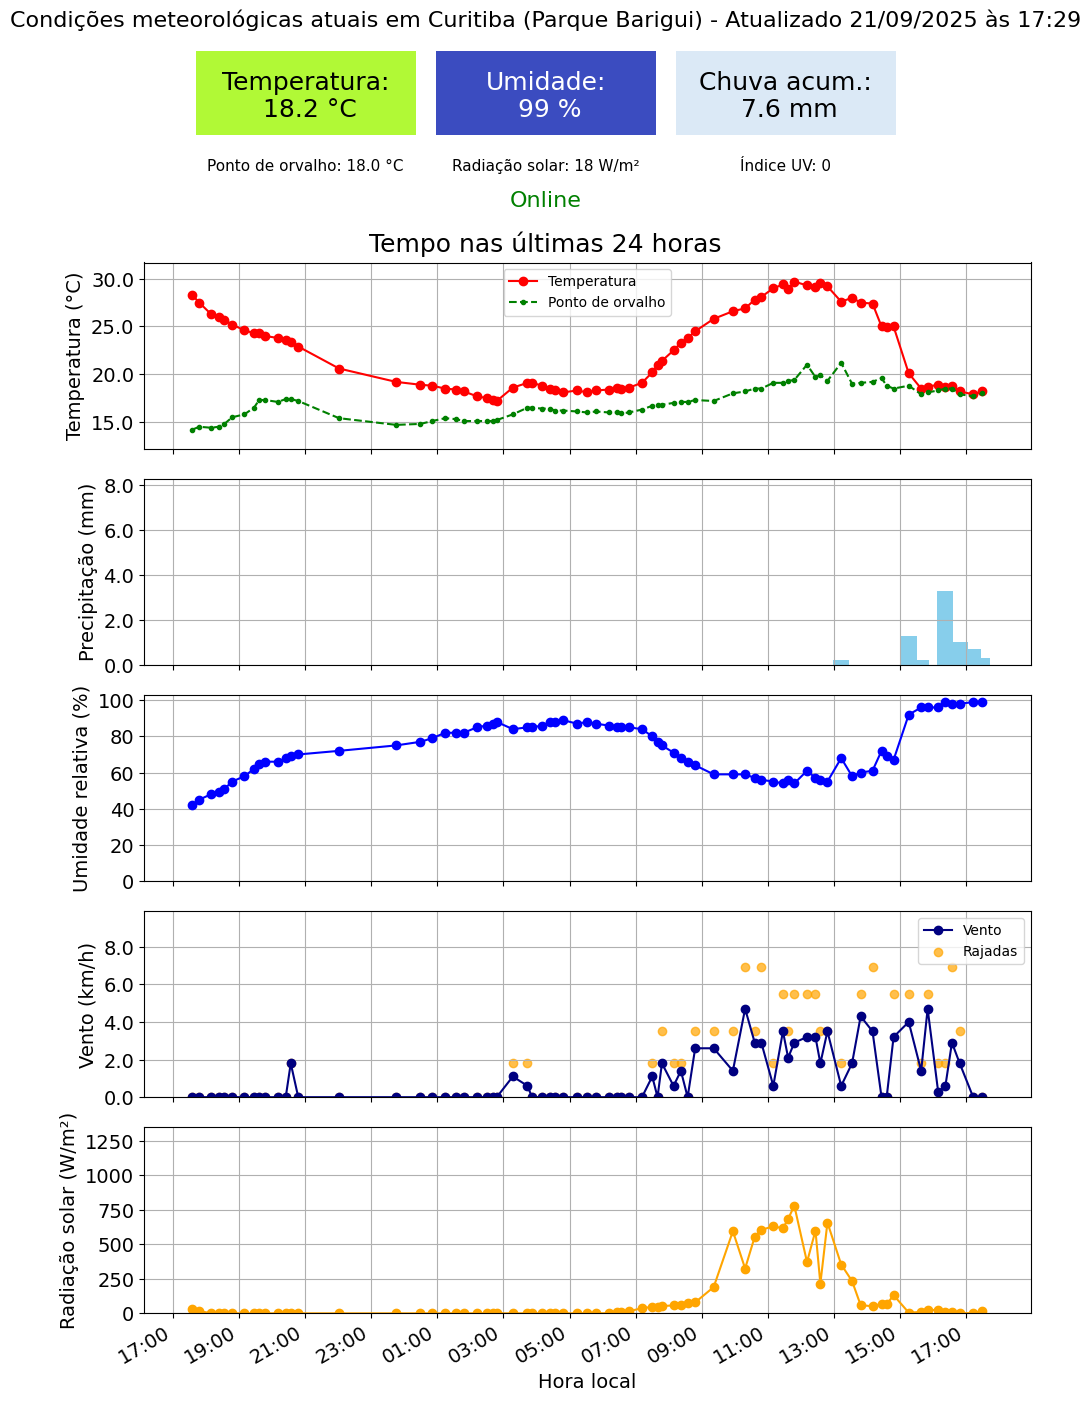 Condições meteorológicas atuais em Curitiba (Parque Barigui) - Atualizado 21/09/2025 às 17:29
Temperatura:
18.2 °C
Umidade:
99 %
Chuva acum.:
7.6 mm
Ponto de orvalho: 18.0 °C
Radiação solar: 18 W/m²
Índice UV: 0
Online
Tempo nas últimas 24 horas
Temperatura (°C)
30.0
25.0
20.0
15.0
Temperatura
Ponto de orvalho
Precipitação (mm)
8.0
6.0
4.0
2.0
0.0
Umidade relativa (%)
100
80
60
40
20
0
Vento (km/h)
8.0
6.0
4.0
2.0
0.0
Vento
Rajadas
Radiação solar (W/m²)
1250
1000
750
500
250
0
17:00
19:00
21:00
23:00
01:00
03:00
05:00
07:00
09:00
11:00
13:00
15:00
17:00
Hora local